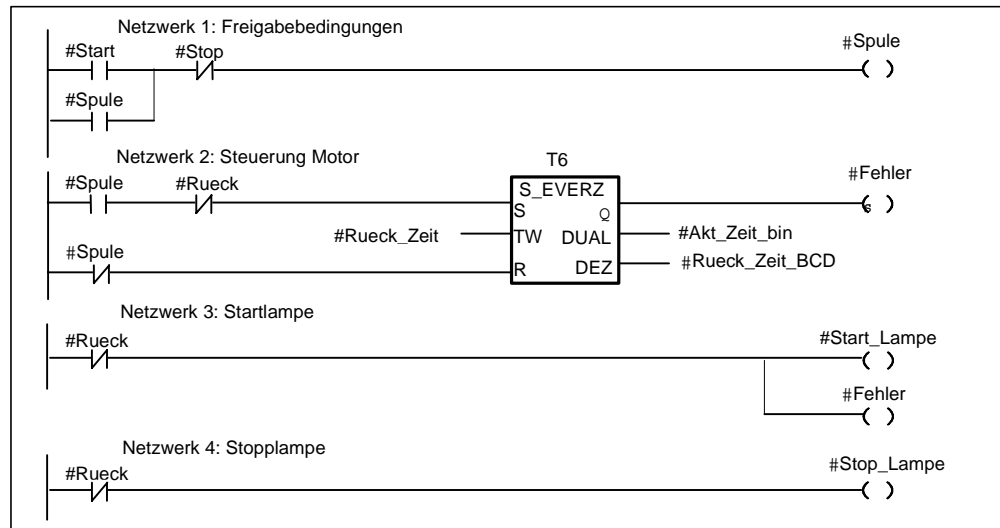 Netzwerk 1: Freigabebedingungen
#Start #Stop #Spule
#Spule
Netzwerk 2: Steuerung Motor
T6
#Spule #Rueck S_EVERZ #Fehler
S Q s
#Rueck_Zeit TW DUAL #Akt_Zeit_bin
#Spule
R DEZ #Rueck_Zeit_BCD
Netzwerk 3: Startlampe
#Rueck #Start_Lampe
#Fehler
Netzwerk 4: Stopplampe
#Rueck #Stop_Lampe